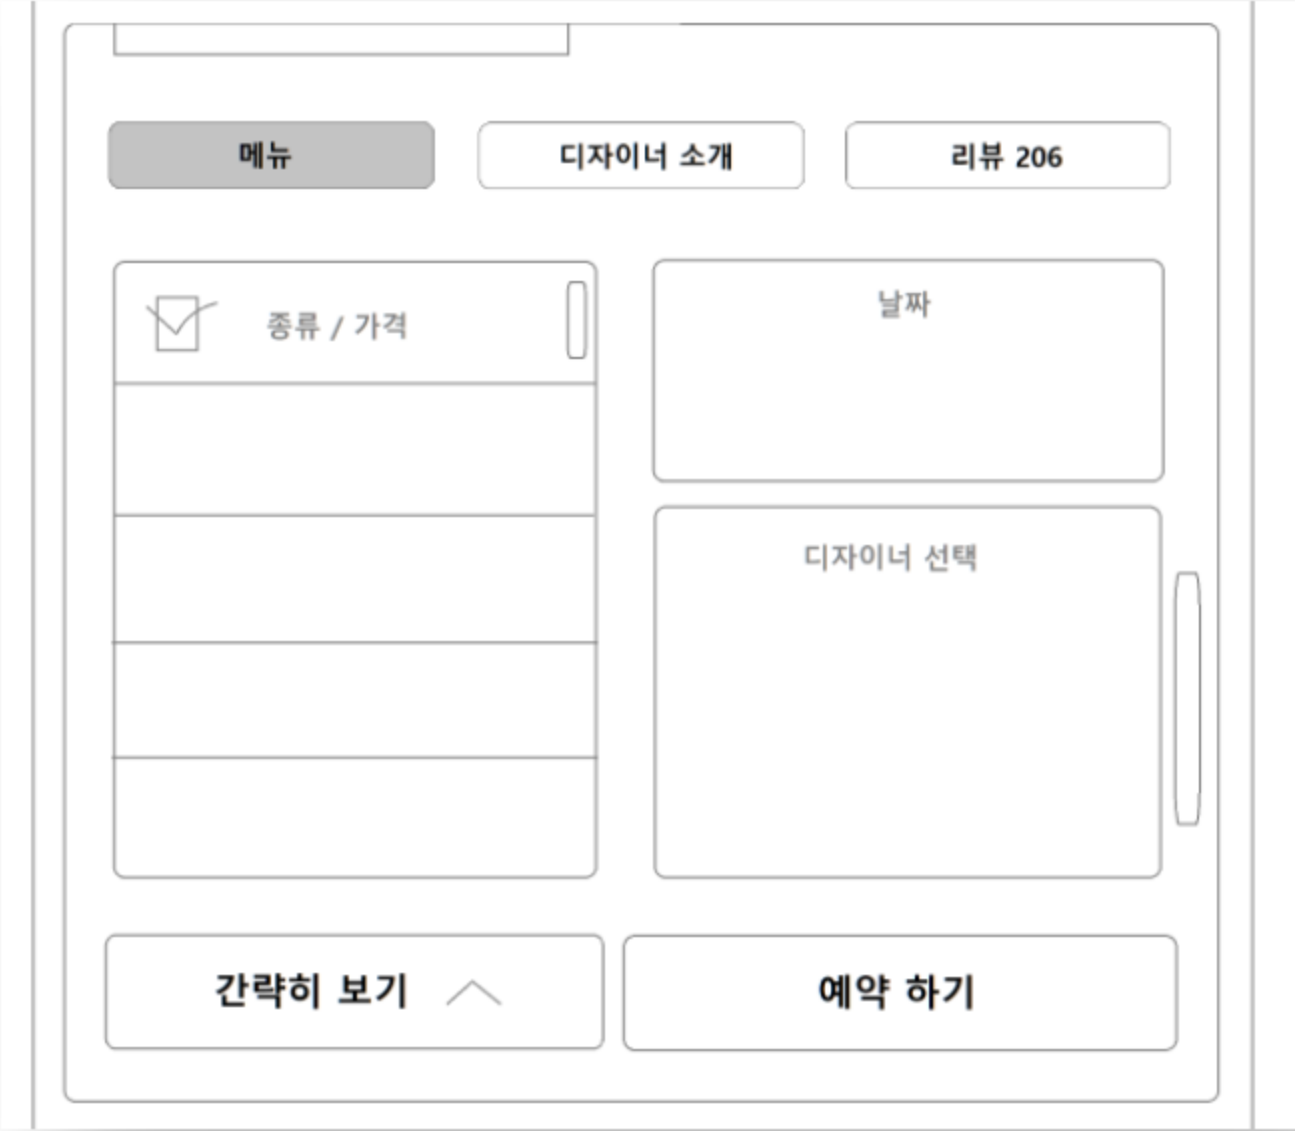 메뉴
디자이너 소개
리뷰 206
종류 / 가격
날짜
디자이너 선택
간략히 보기
예약 하기